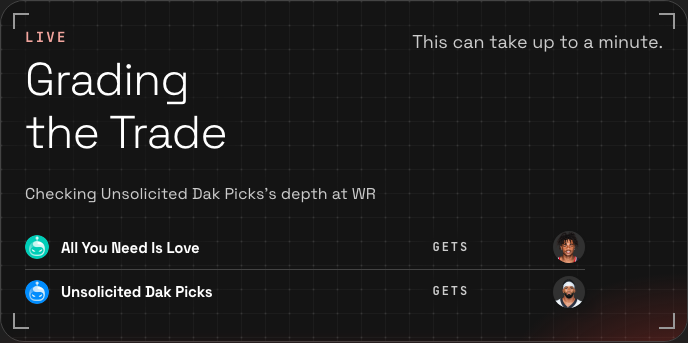 LIVE
This can take up to a minute.
Grading
the Trade
Checking Unsolicited Dak Picks's depth at WR
All You Need Is Love GETS
Unsolicited Dak Picks GETS